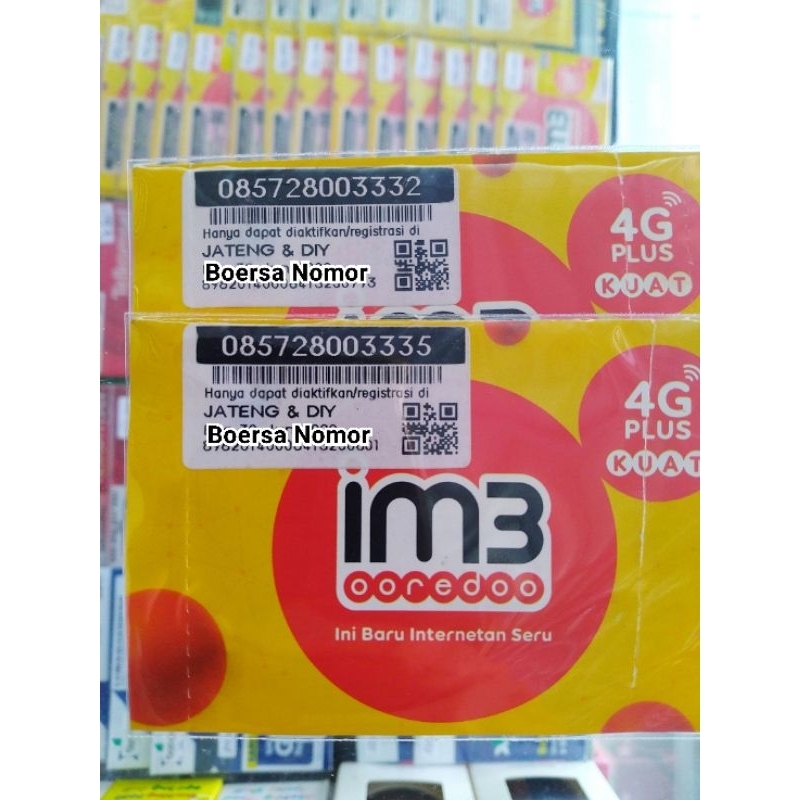 085728003332
Hanya dapat diaktifkan/registrasi di
JATENG & DIY
Boersa Nomor
4G
PLUS
KUAT
085728003335
Hanya dapat diaktifkan/registrasi di
JATENG & DIY
Boersa Nomor
4G
PLUS
KUAT
im3
ooredoo
Ini Baru Internetan Seru